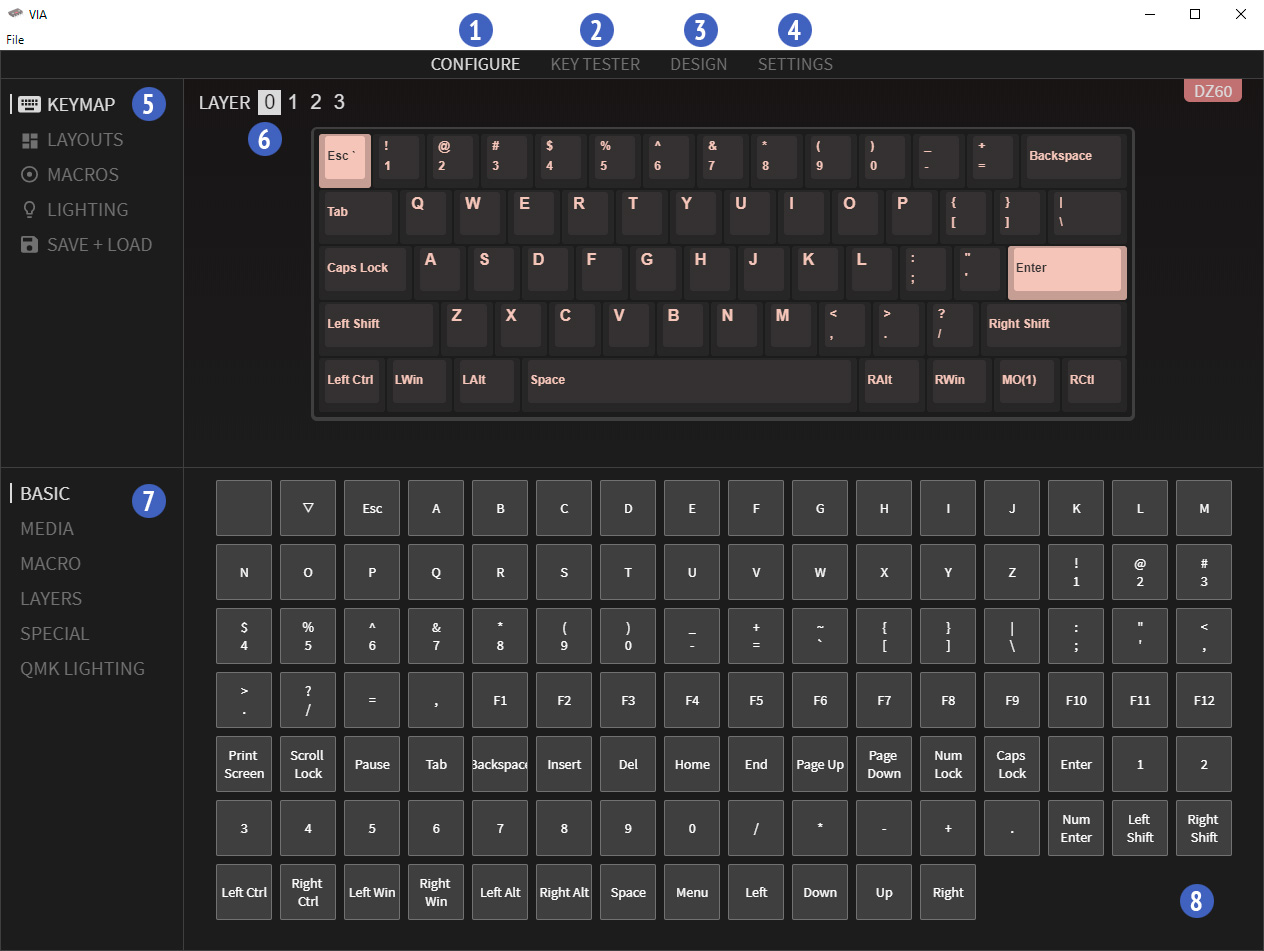 VIA
File
1 2 3 4
CONFIGURE KEY TESTER DESIGN SETTINGS
KEYMAP 5
LAYOUTS
MACROS
LIGHTING
SAVE + LOAD
LAYER 0 1 2 3
DZ60
6
Esc ` ! @ # $ % ^ & * ( ) _ + Backspace
1 2 3 4 5 6 7 8 9 0 - =
Tab Q W E R T Y U I O P { } |
[ ] \
Caps Lock A S D F G H J K L : " Enter
; '
Left Shift Z X C V B N M < > ? Right Shift
, . /
Left Ctrl LWin LAlt Space RAlt RWin MO(1) RCtl
BASIC 7
MEDIA
MACRO
LAYERS
SPECIAL
QMK LIGHTING
▽ Esc A B C D E F G H I J K L M
N O P Q R S T U V W X Y Z ! @ #
1 2 3
$ % ^ & * ( ) _ + ~ { } | : " <
4 5 6 7 8 9 0 - = ` [ ] \ ; ' ,
> ? = , F1 F2 F3 F4 F5 F6 F7 F8 F9 F10 F11 F12
. /
Print Scroll Pause Tab Backspace Insert Del Home End Page Up Page Num Caps Enter 1 2
Screen Lock Down Lock Lock
3 4 5 6 7 8 9 0 / * - + . Num Left Right
Enter Shift Shift
Left Ctrl Right Left Win Right Left Alt Right Alt Space Menu Left Down Up Right
Ctrl Win
8